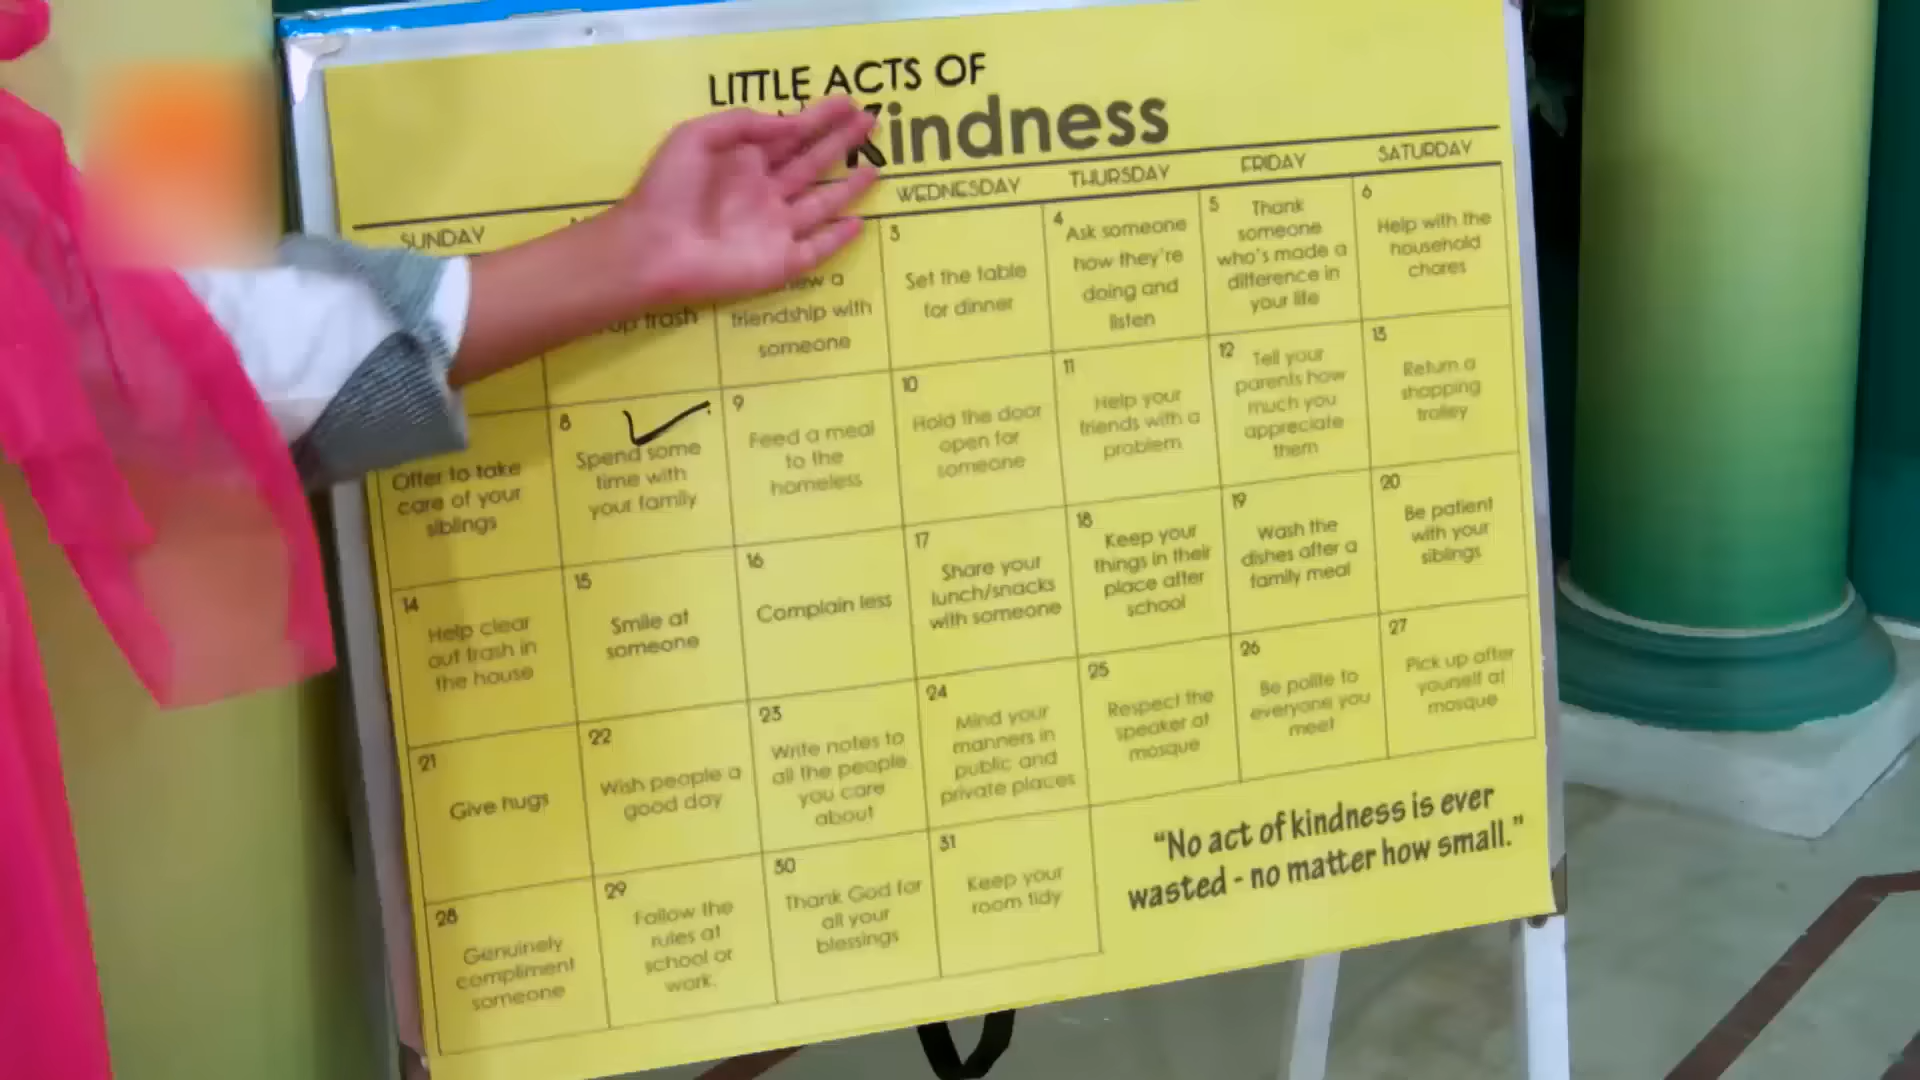 LITTLE ACTS OF
Kindness
SUNDAY
WEDNESDAY
THURSDAY
FRIDAY
SATURDAY
up trash
a
friendship with
someone
3
Set the table
for dinner
4
Ask someone
how they're
doing and
listen
5
Thank
someone
who's made a
difference in
your life
6
Help with the
household
chores
Offer to take
care of your
siblings
8
Spend some
time with
your family
9
Feed a meal
to the
homeless
10
Hold the door
open for
someone
11
Help your
friends with a
problem
12
Tell your
parents how
much you
appreciate
them
13
Return a
shopping
trolley
14
Help clear
out trash in
the house
15
Smile at
someone
16
Complain less
17
Share your
lunch/snacks
with someone
18
Keep your
things in their
place after
school
19
Wash the
dishes after a
family meal
20
Be patient
with your
siblings
21
Give hugs
22
Wish people a
good day
23
Write notes to
all the people
you care
about
24
Mind your
manners in
public and
private places
25
Respect the
speaker at
mosque
26
Be polite to
everyone you
meet
27
Pick up after
yourself at
mosque
28
Genuinely
compliment
someone
29
Follow the
rules at
school or
work.
30
Thank God for
all your
blessings
31
Keep your
room tidy
"No act of kindness is ever
wasted - no matter how small."